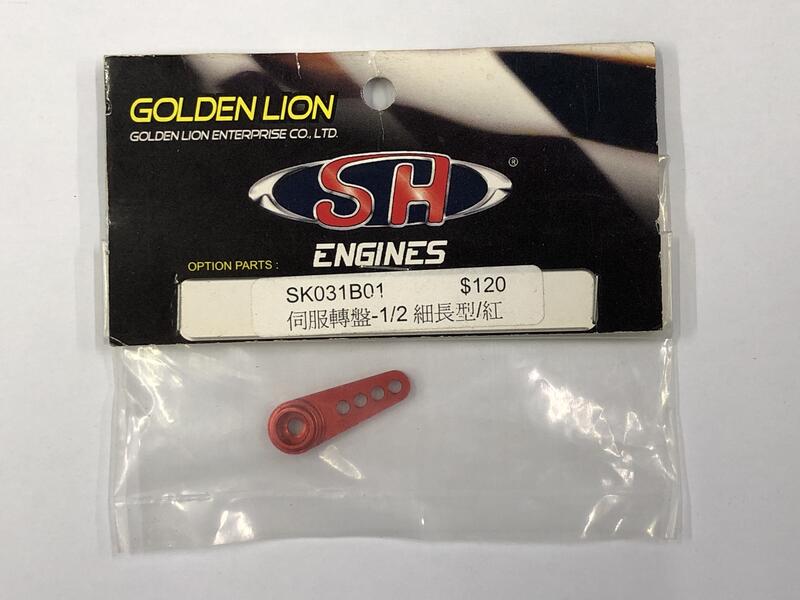 GOLDEN LION
GOLDEN LION ENTERPRISE CO., LTD.
SH®
ENGINES
OPTION PARTS :
SK031B01 $120
伺服轉盤-1/2 細長型/紅